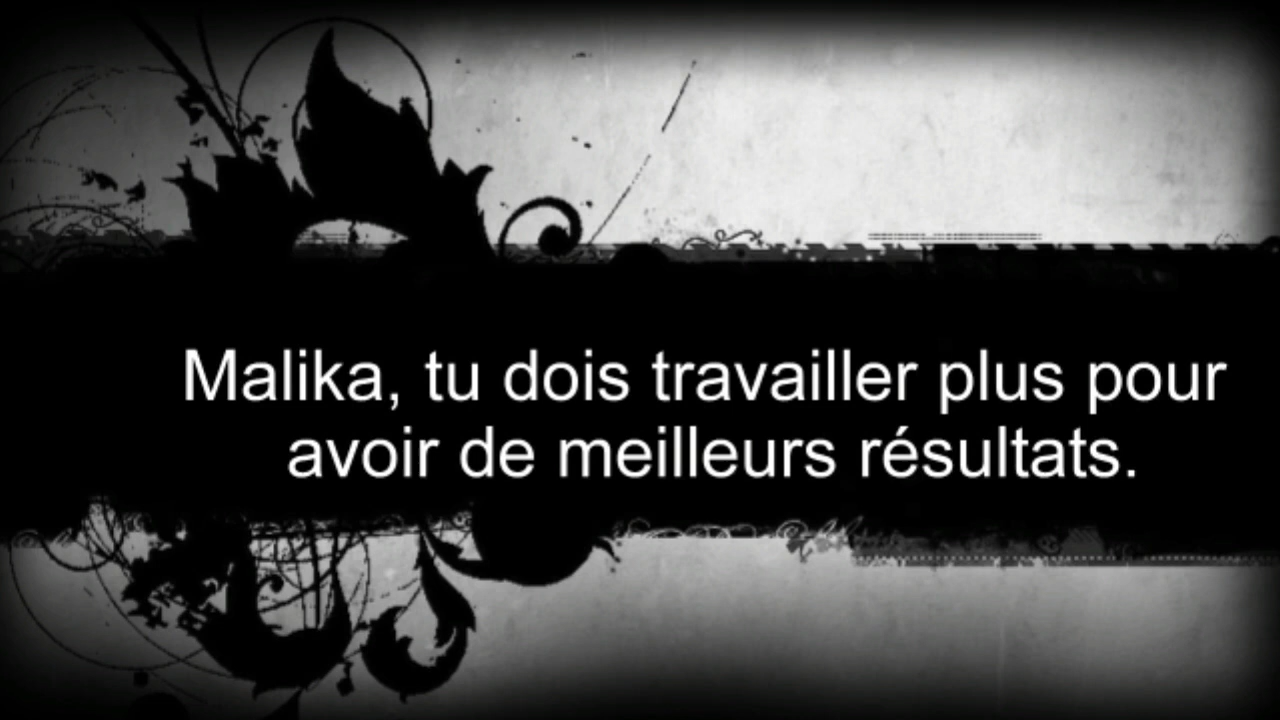 Malika, tu dois travailler plus pour
avoir de meilleurs résultats.